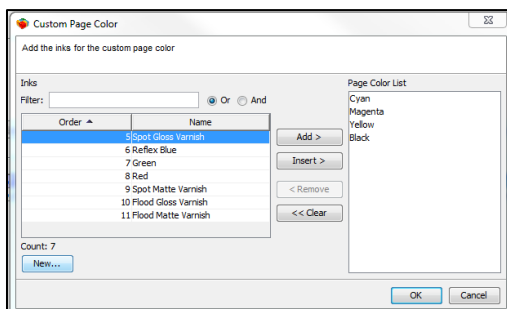 Custom Page Color
Add the inks for the custom page color
Inks
Filter:
Or
And
Order
Name
5 Spot Gloss Varnish
6 Reflex Blue
7 Green
8 Red
9 Spot Matte Varnish
10 Flood Gloss Varnish
11 Flood Matte Varnish
Count: 7
New...
Add >
Insert >
< Remove
<< Clear
Page Color List
Cyan
Magenta
Yellow
Black
OK
Cancel